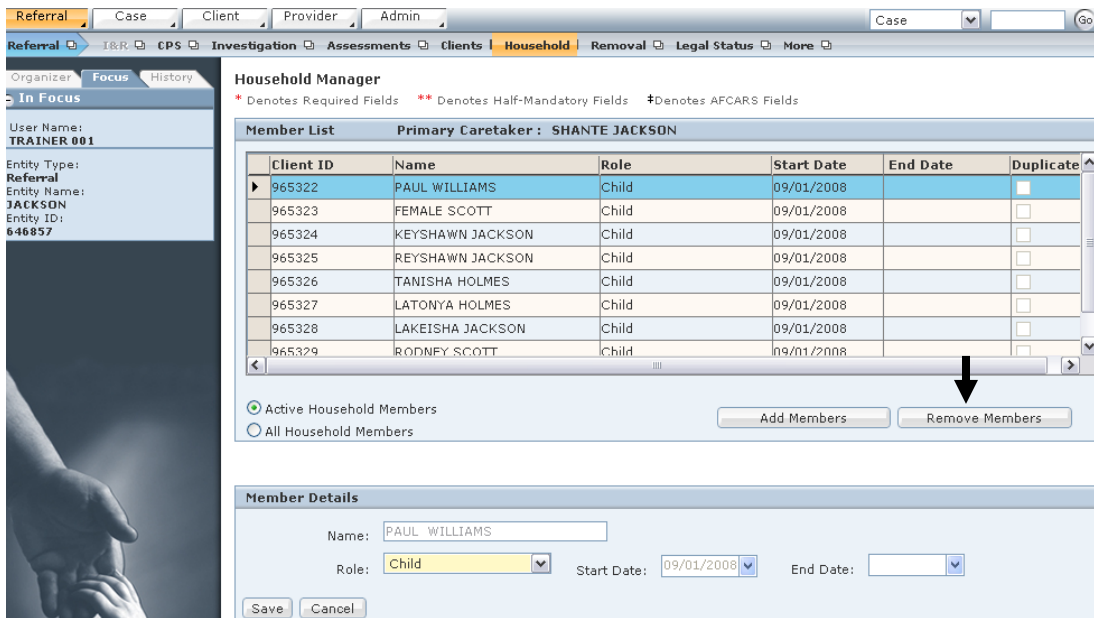 Referral Case Client Provider Admin Case Go
Referral I&R CPS Investigation Assessments Clients Household Removal Legal Status More
Organizer Focus History
In Focus
User Name:
TRAINER 001
Entity Type:
Referral
Entity Name:
JACKSON
Entity ID:
646857
Household Manager
* Denotes Required Fields ** Denotes Half-Mandatory Fields ‡Denotes AFCARS Fields
Member List Primary Caretaker : SHANTE JACKSON
Client ID Name Role Start Date End Date Duplicate
965322 PAUL WILLIAMS Child 09/01/2008
965323 FEMALE SCOTT Child 09/01/2008
965324 KEYSHAWN JACKSON Child 09/01/2008
965325 REYSHAWN JACKSON Child 09/01/2008
965326 TANISHA HOLMES Child 09/01/2008
965327 LATONYA HOLMES Child 09/01/2008
965328 LAKEISHA JACKSON Child 09/01/2008
965329 RODNEY SCOTT Child 09/01/2008
Active Household Members
All Household Members
Add Members Remove Members
Member Details
Name: PAUL WILLIAMS
Role: Child Start Date: 09/01/2008 End Date:
Save Cancel